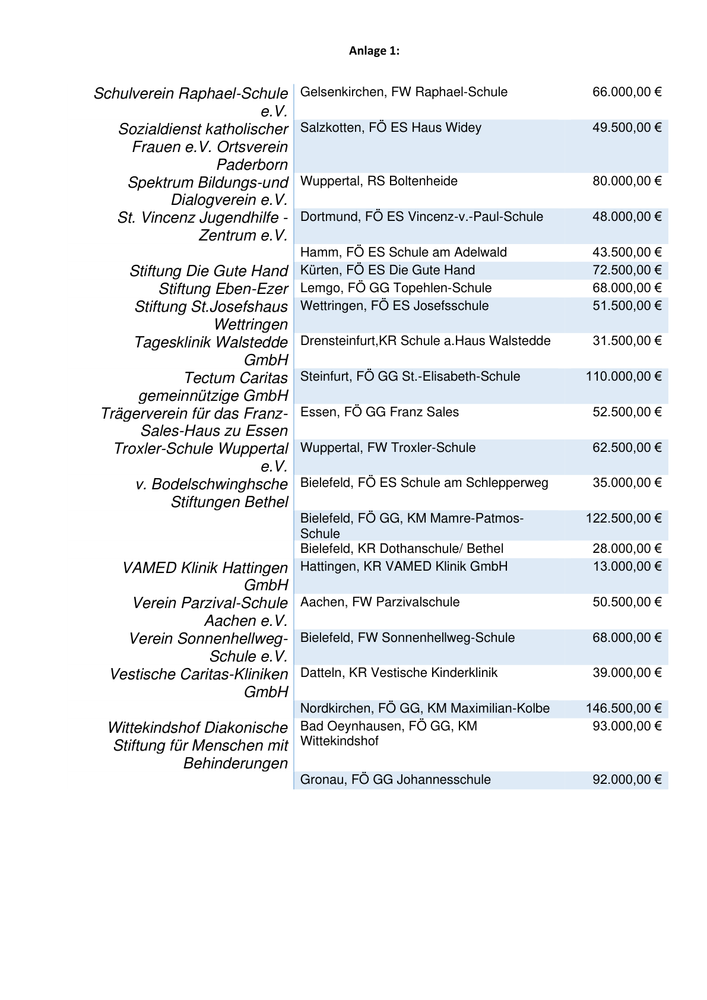 Anlage 1:
Schulverein Raphael-Schule Gelsenkirchen, FW Raphael-Schule 66.000,00 €
e.V.
Sozialdienst katholischer Salzkotten, FÖ ES Haus Widey 49.500,00 €
Frauen e.V. Ortsverein
Paderborn
Spektrum Bildungs-und Wuppertal, RS Boltenheide 80.000,00 €
Dialogverein e.V.
St. Vincenz Jugendhilfe - Dortmund, FÖ ES Vincenz-v.-Paul-Schule 48.000,00 €
Zentrum e.V.
Hamm, FÖ ES Schule am Adelwald 43.500,00 €
Stiftung Die Gute Hand Kürten, FÖ ES Die Gute Hand 72.500,00 €
Stiftung Eben-Ezer Lemgo, FÖ GG Topehlen-Schule 68.000,00 €
Stiftung St.Josefshaus Wettringen, FÖ ES Josefsschule 51.500,00 €
Wettringen
Tagesklinik Walstedde Drensteinfurt,KR Schule a.Haus Walstedde 31.500,00 €
GmbH
Tectum Caritas Steinfurt, FÖ GG St.-Elisabeth-Schule 110.000,00 €
gemeinnützige GmbH
Trägerverein für das Franz- Essen, FÖ GG Franz Sales 52.500,00 €
Sales-Haus zu Essen
Troxler-Schule Wuppertal Wuppertal, FW Troxler-Schule 62.500,00 €
e.V.
v. Bodelschwinghsche Bielefeld, FÖ ES Schule am Schlepperweg 35.000,00 €
Stiftungen Bethel
Bielefeld, FÖ GG, KM Mamre-Patmos- 122.500,00 €
Schule
Bielefeld, KR Dothanschule/ Bethel 28.000,00 €
VAMED Klinik Hattingen Hattingen, KR VAMED Klinik GmbH 13.000,00 €
GmbH
Verein Parzival-Schule Aachen, FW Parzivalschule 50.500,00 €
Aachen e.V.
Verein Sonnenhellweg- Bielefeld, FW Sonnenhellweg-Schule 68.000,00 €
Schule e.V.
Vestische Caritas-Kliniken Datteln, KR Vestische Kinderklinik 39.000,00 €
GmbH
Nordkirchen, FÖ GG, KM Maximilian-Kolbe 146.500,00 €
Wittekindshof Diakonische Bad Oeynhausen, FÖ GG, KM 93.000,00 €
Stiftung für Menschen mit Wittekindshof
Behinderungen
Gronau, FÖ GG Johannesschule 92.000,00 €